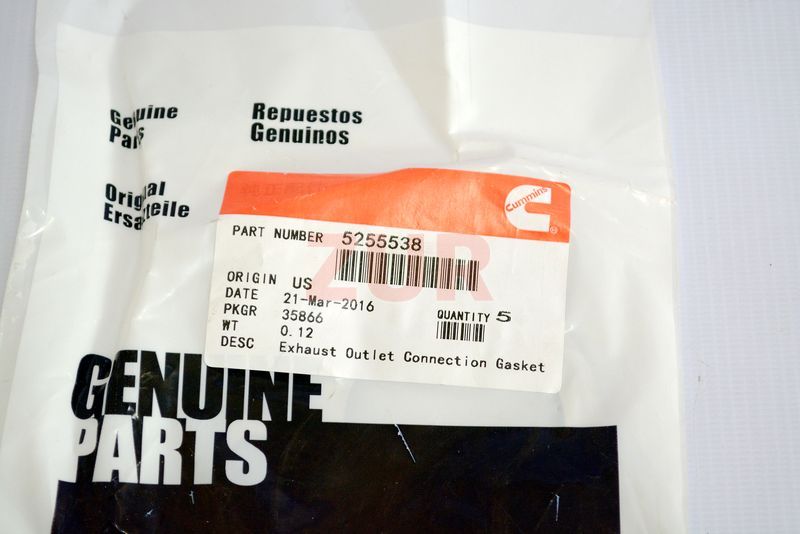 Genuine
Parts
Repuestos
Genuinos
Original
Ersatzteile
Cummins
PART NUMBER 5255538
ZUR
ORIGIN US
DATE 21-Mar-2016
PKGR 35866
QUANTITY 5
WT 0.12
DESC Exhaust Outlet Connection Gasket
GENUINE
PARTS